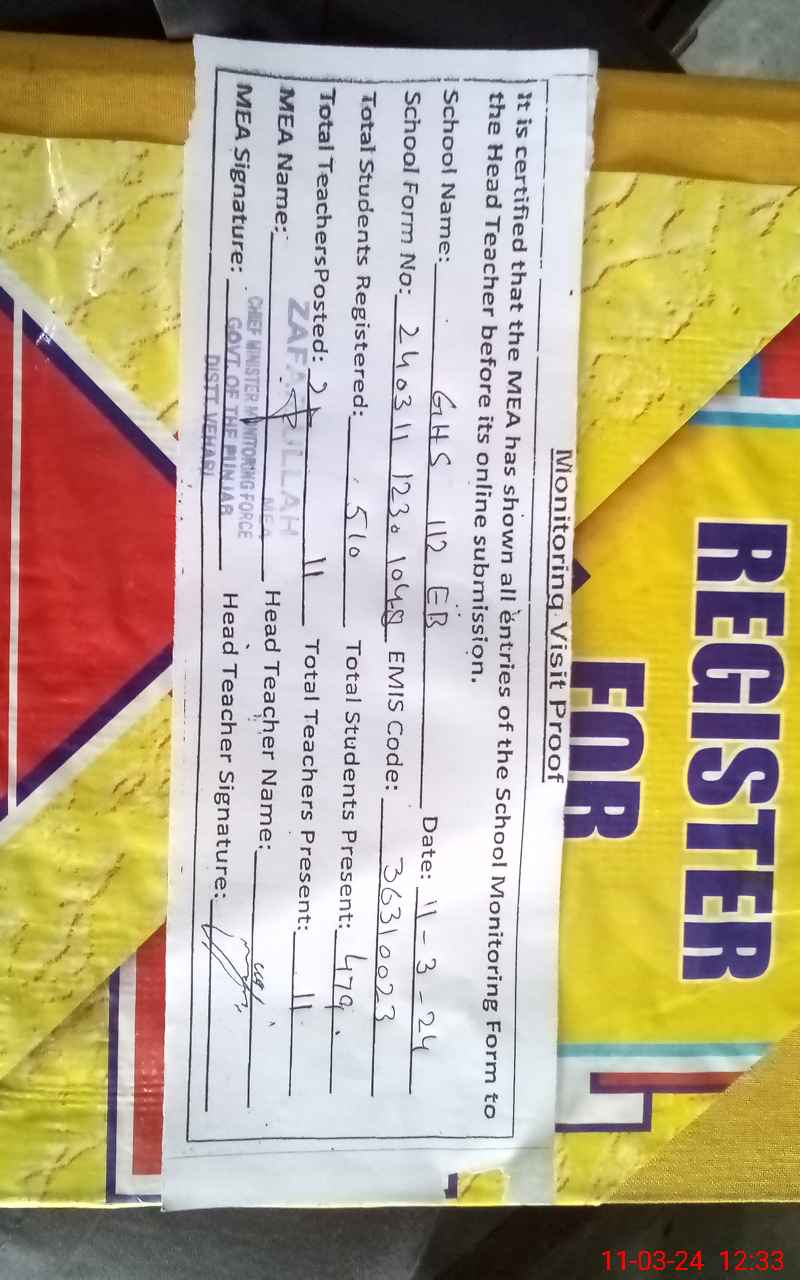 REGISTER
FOR
Monitoring Visit Proof
It is certified that the MEA has shown all entries of the School Monitoring Form to
the Head Teacher before its online submission.
School Name: GHS 112 EB Date: 11-3-24
School Form No: 24031112301048 EMIS Code: 36310023
Total Students Registered: 510 Total Students Present: 479
Total TeachersPosted: 11 Total Teachers Present: 11
MEA Name: Head Teacher Name:
MEA Signature: Head Teacher Signature:
MEA
CHIEF MINISTER MONITORING FORCE
GOVT. OF THE PUNJAB
DISTT. VEHARI
11-03-24 12:33